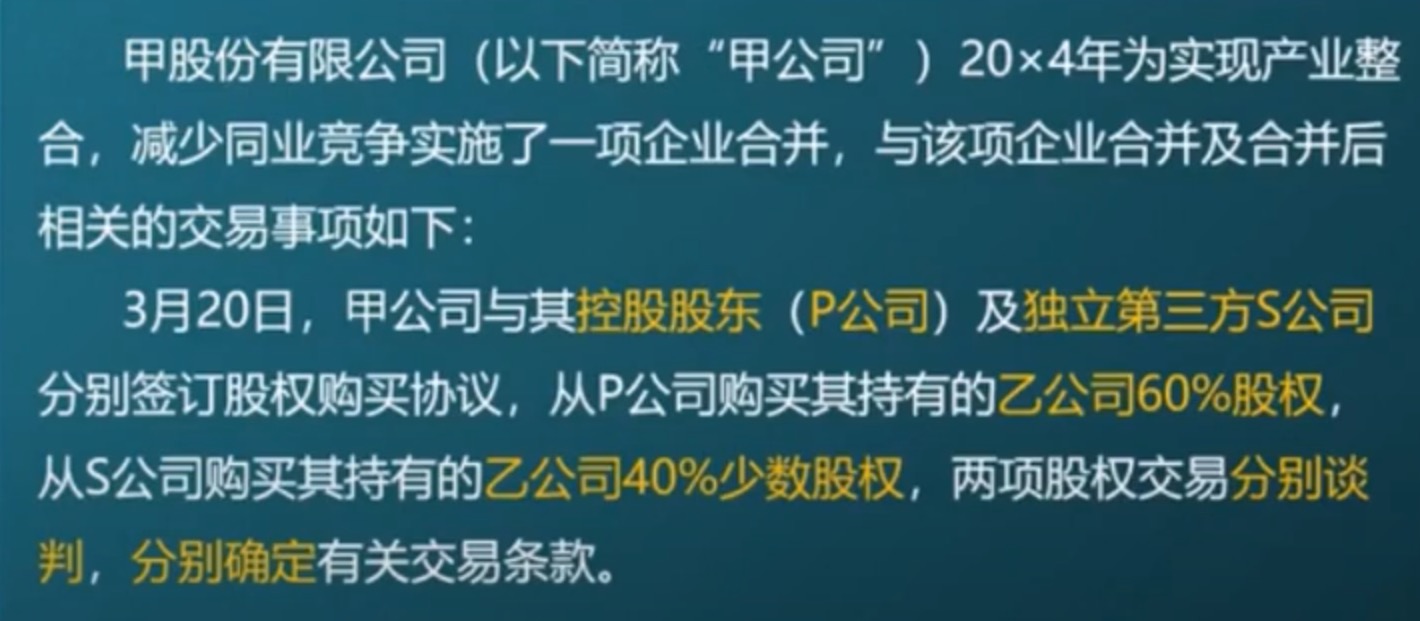 甲股份有限公司（以下简称“甲公司”）20×4年为实现产业整
合，减少同业竞争实施了一项企业合并，与该项企业合并及合并后
相关的交易事项如下：
3月20日，甲公司与其控股股东（P公司）及独立第三方S公司
分别签订股权购买协议，从P公司购买其持有的乙公司60%股权，
从S公司购买其持有的乙公司40%少数股权，两项股权交易分别谈
判，分别确定有关交易条款。